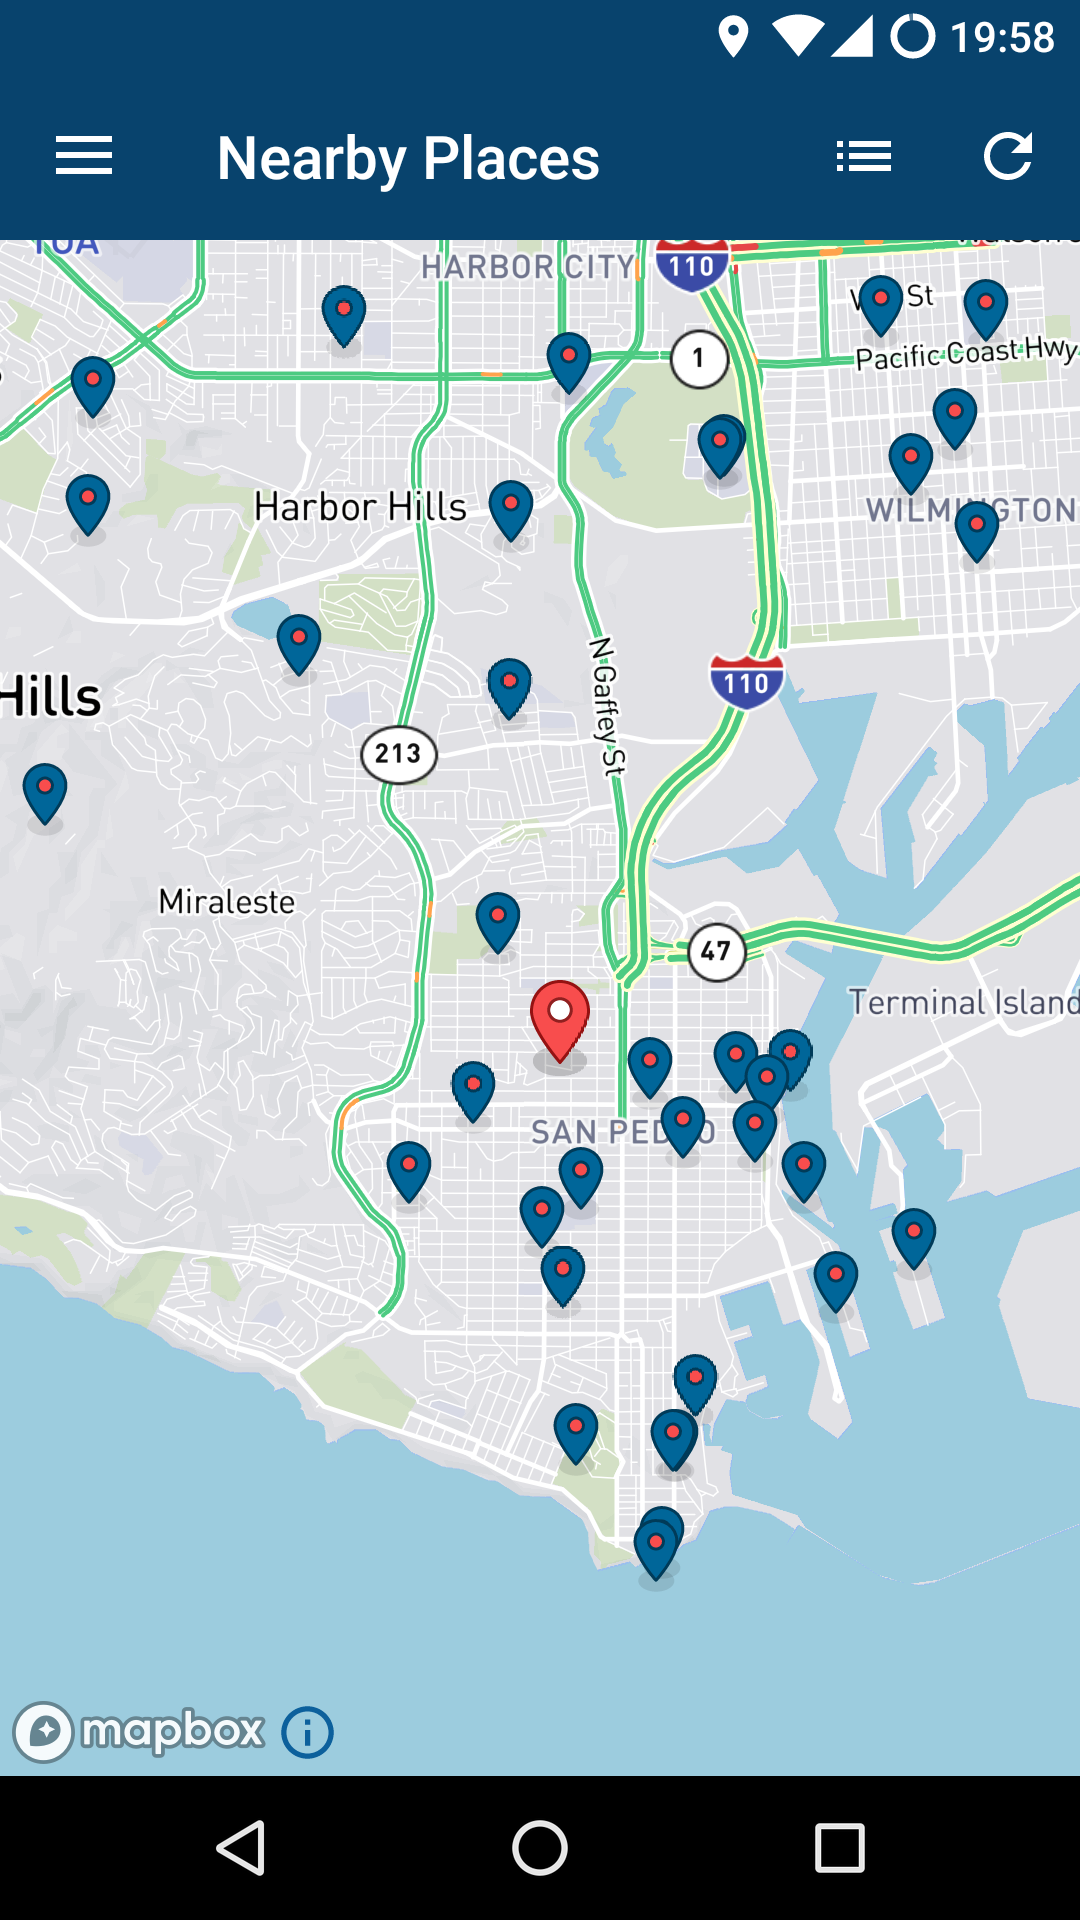 19:58
Nearby Places
HARBOR CITY
110
St
1
Pacific Coast Hwy
Harbor Hills
WILMINGTON
N Gaffey St
Hills
110
213
Miraleste
47
Terminal Island
SAN PEDRO
mapbox